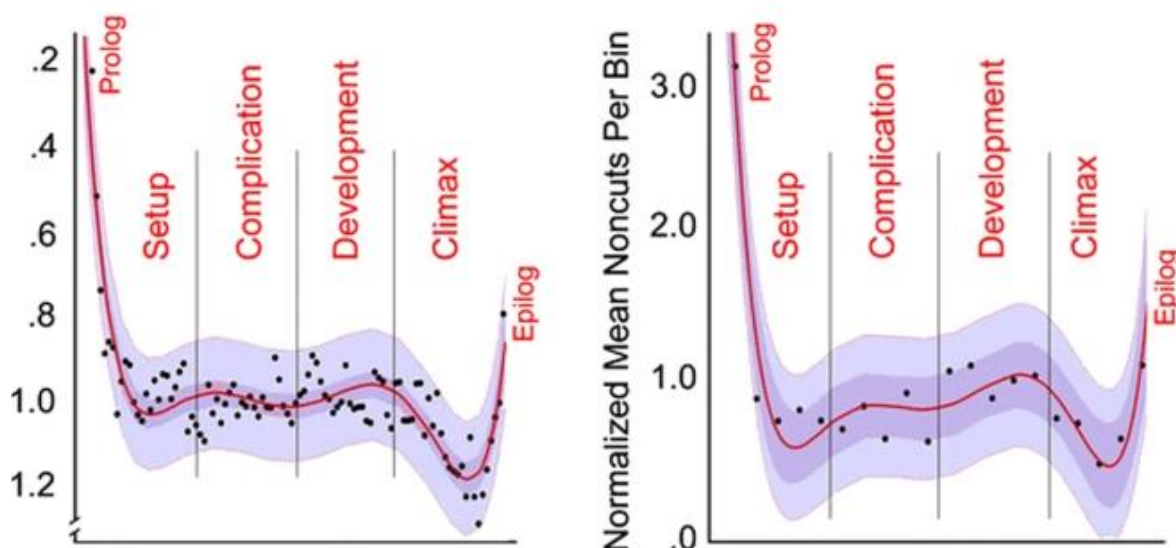 .2
.4
.6
.8
1.0
1.2
Prolog
Setup
Complication
Development
Climax
Epilog
Normalized Mean Noncuts Per Bin
3.0
2.0
1.0
.0
Prolog
Setup
Complication
Development
Climax
Epilog